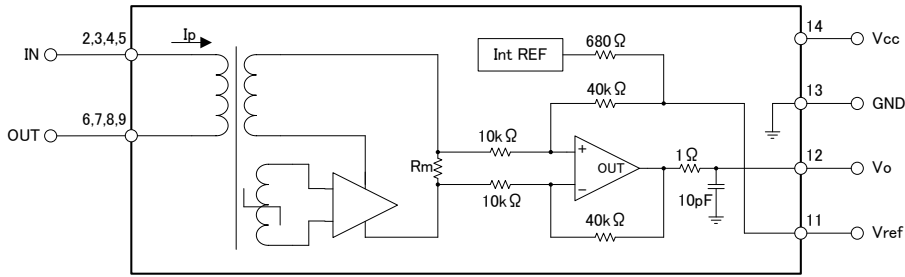 2,3,4,5
Ip
IN
6,7,8,9
OUT
Int REF
680Ω
14
Vcc
40kΩ
13
GND
10kΩ
+
Rm
OUT
1Ω
12
Vo
−
10kΩ
10pF
40kΩ
11
Vref